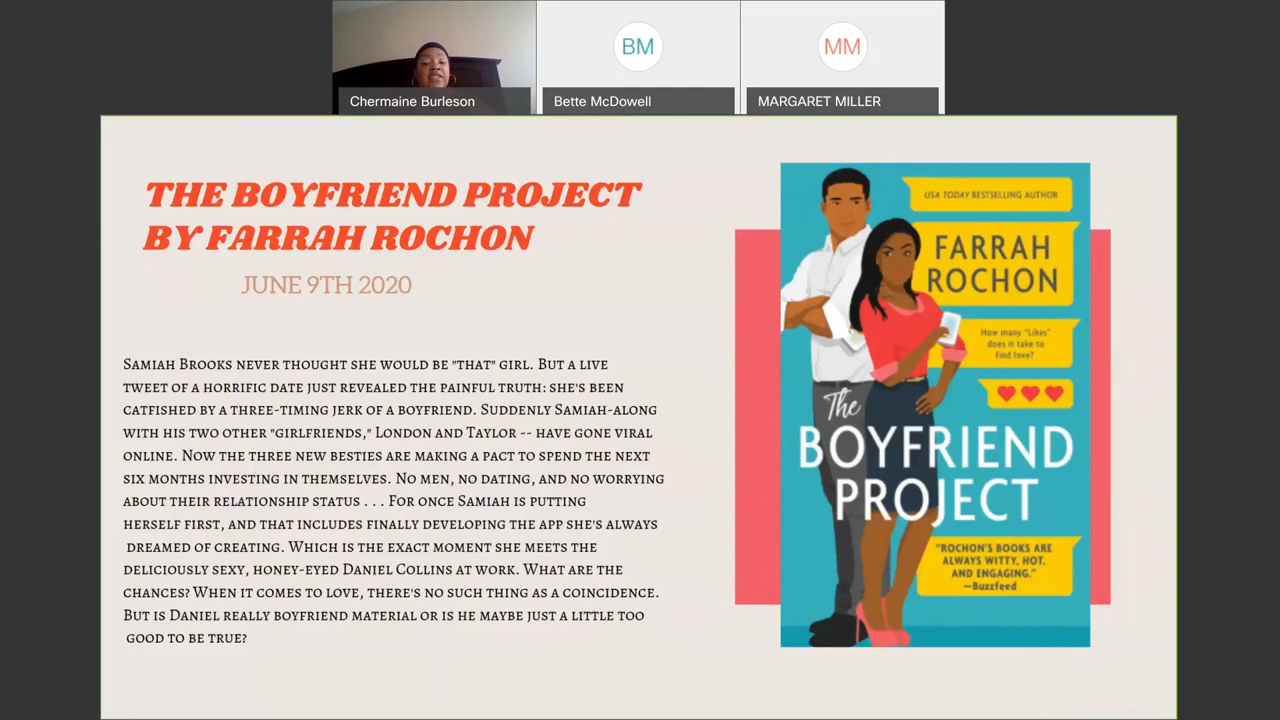 BM
MM
Chermaine Burleson
Bette McDowell
MARGARET MILLER
THE BOYFRIEND PROJECT
BY FARRAH ROCHON
JUNE 9TH 2020
SAMIAH BROOKS NEVER THOUGHT SHE WOULD BE "THAT" GIRL. BUT A LIVE
TWEET OF A HORRIFIC DATE JUST REVEALED THE PAINFUL TRUTH: SHE'S BEEN
CATFISHED BY A THREE-TIMING JERK OF A BOYFRIEND. SUDDENLY SAMIAH-ALONG
WITH HIS TWO OTHER "GIRLFRIENDS," LONDON AND TAYLOR -- HAVE GONE VIRAL
ONLINE. NOW THE THREE NEW BESTIES ARE MAKING A PACT TO SPEND THE NEXT
SIX MONTHS INVESTING IN THEMSELVES. NO MEN, NO DATING, AND NO WORRYING
ABOUT THEIR RELATIONSHIP STATUS . . . FOR ONCE SAMIAH IS PUTTING
HERSELF FIRST, AND THAT INCLUDES FINALLY DEVELOPING THE APP SHE'S ALWAYS
DREAMED OF CREATING. WHICH IS THE EXACT MOMENT SHE MEETS THE
DELICIOUSLY SEXY, HONEY-EYED DANIEL COLLINS AT WORK. WHAT ARE THE
CHANCES? WHEN IT COMES TO LOVE, THERE'S NO SUCH THING AS A COINCIDENCE.
BUT IS DANIEL REALLY BOYFRIEND MATERIAL OR IS HE MAYBE JUST A LITTLE TOO
GOOD TO BE TRUE?
USA TODAY BESTSELLING AUTHOR
FARRAH
ROCHON
How many "Likes"
does it take to
find love?
The
BOYFRIEND
PROJECT
"ROCHON'S BOOKS ARE
ALWAYS WITTY, HOT,
AND ENGAGING."
—Buzzfeed